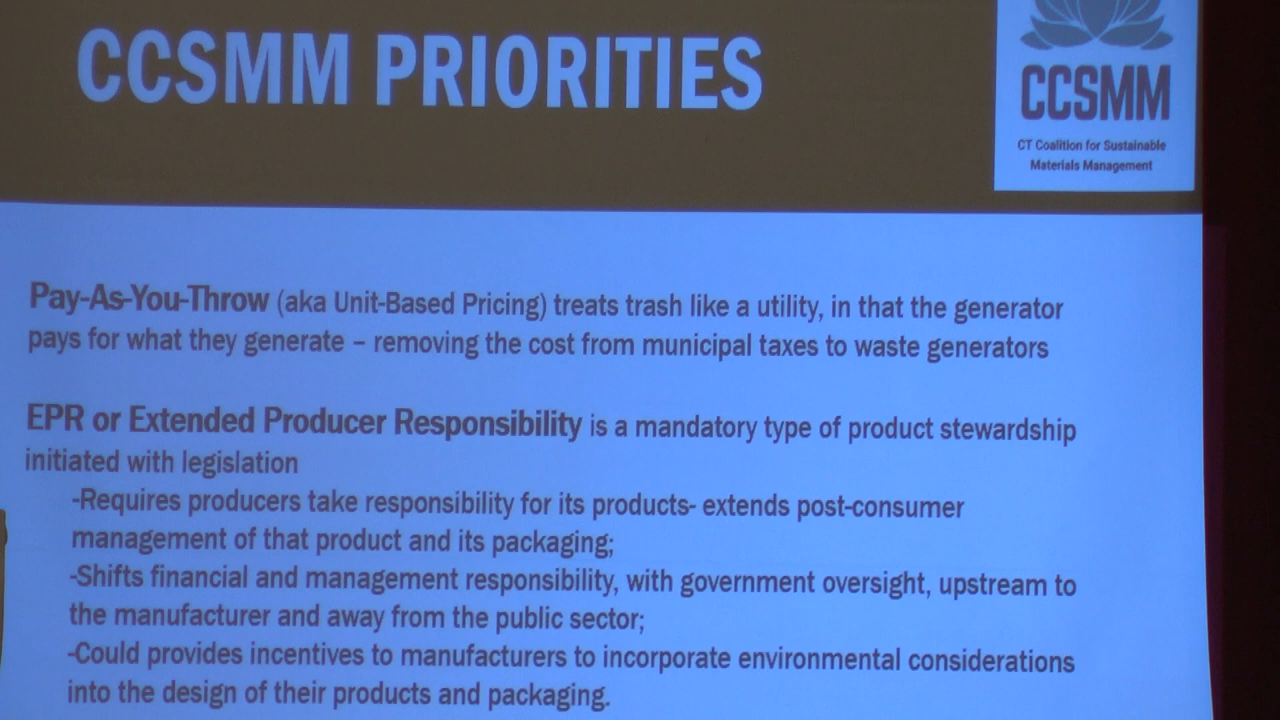 CCSMM PRIORITIES
CCSMM
CT Coalition for Sustainable
Materials Management
Pay-As-You-Throw (aka Unit-Based Pricing) treats trash like a utility, in that the generator
pays for what they generate – removing the cost from municipal taxes to waste generators
EPR or Extended Producer Responsibility is a mandatory type of product stewardship
initiated with legislation
-Requires producers take responsibility for its products- extends post-consumer
management of that product and its packaging;
-Shifts financial and management responsibility, with government oversight, upstream to
the manufacturer and away from the public sector;
-Could provides incentives to manufacturers to incorporate environmental considerations
into the design of their products and packaging.